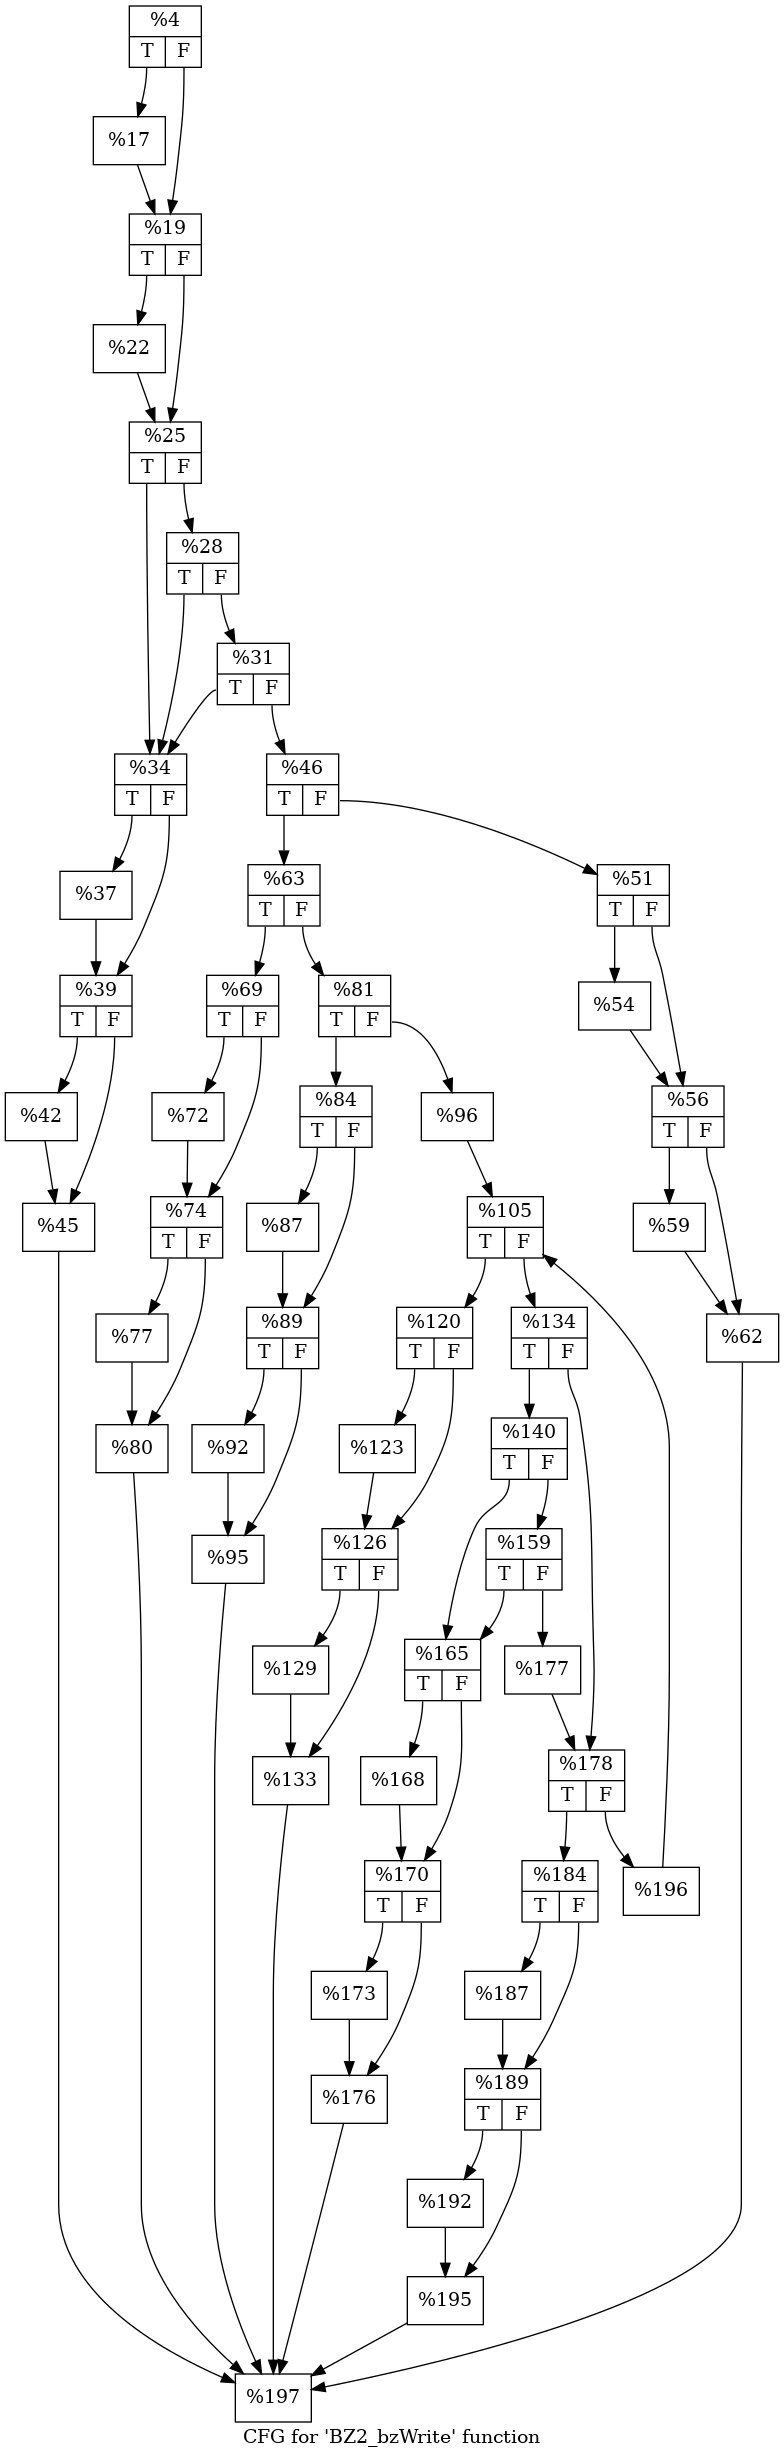 %4
T F
%17
%19
T F
%22
%25
T F
%28
T F
%31
T F
%34
T F
%46
T F
%37
%63
T F
%51
T F
%39
T F
%69
T F
%81
T F
%54
%42
%72
%84
T F
%96
%56
T F
%45
%74
T F
%87
%105
T F
%59
%77
%89
T F
%120
T F
%134
T F
%62
%80
%92
%123
%140
T F
%95
%126
T F
%159
T F
%129
%165
T F
%177
%133
%168
%178
T F
%170
T F
%184
T F
%196
%173
%187
%176
%189
T F
%192
%195
%197
CFG for 'BZ2_bzWrite' function